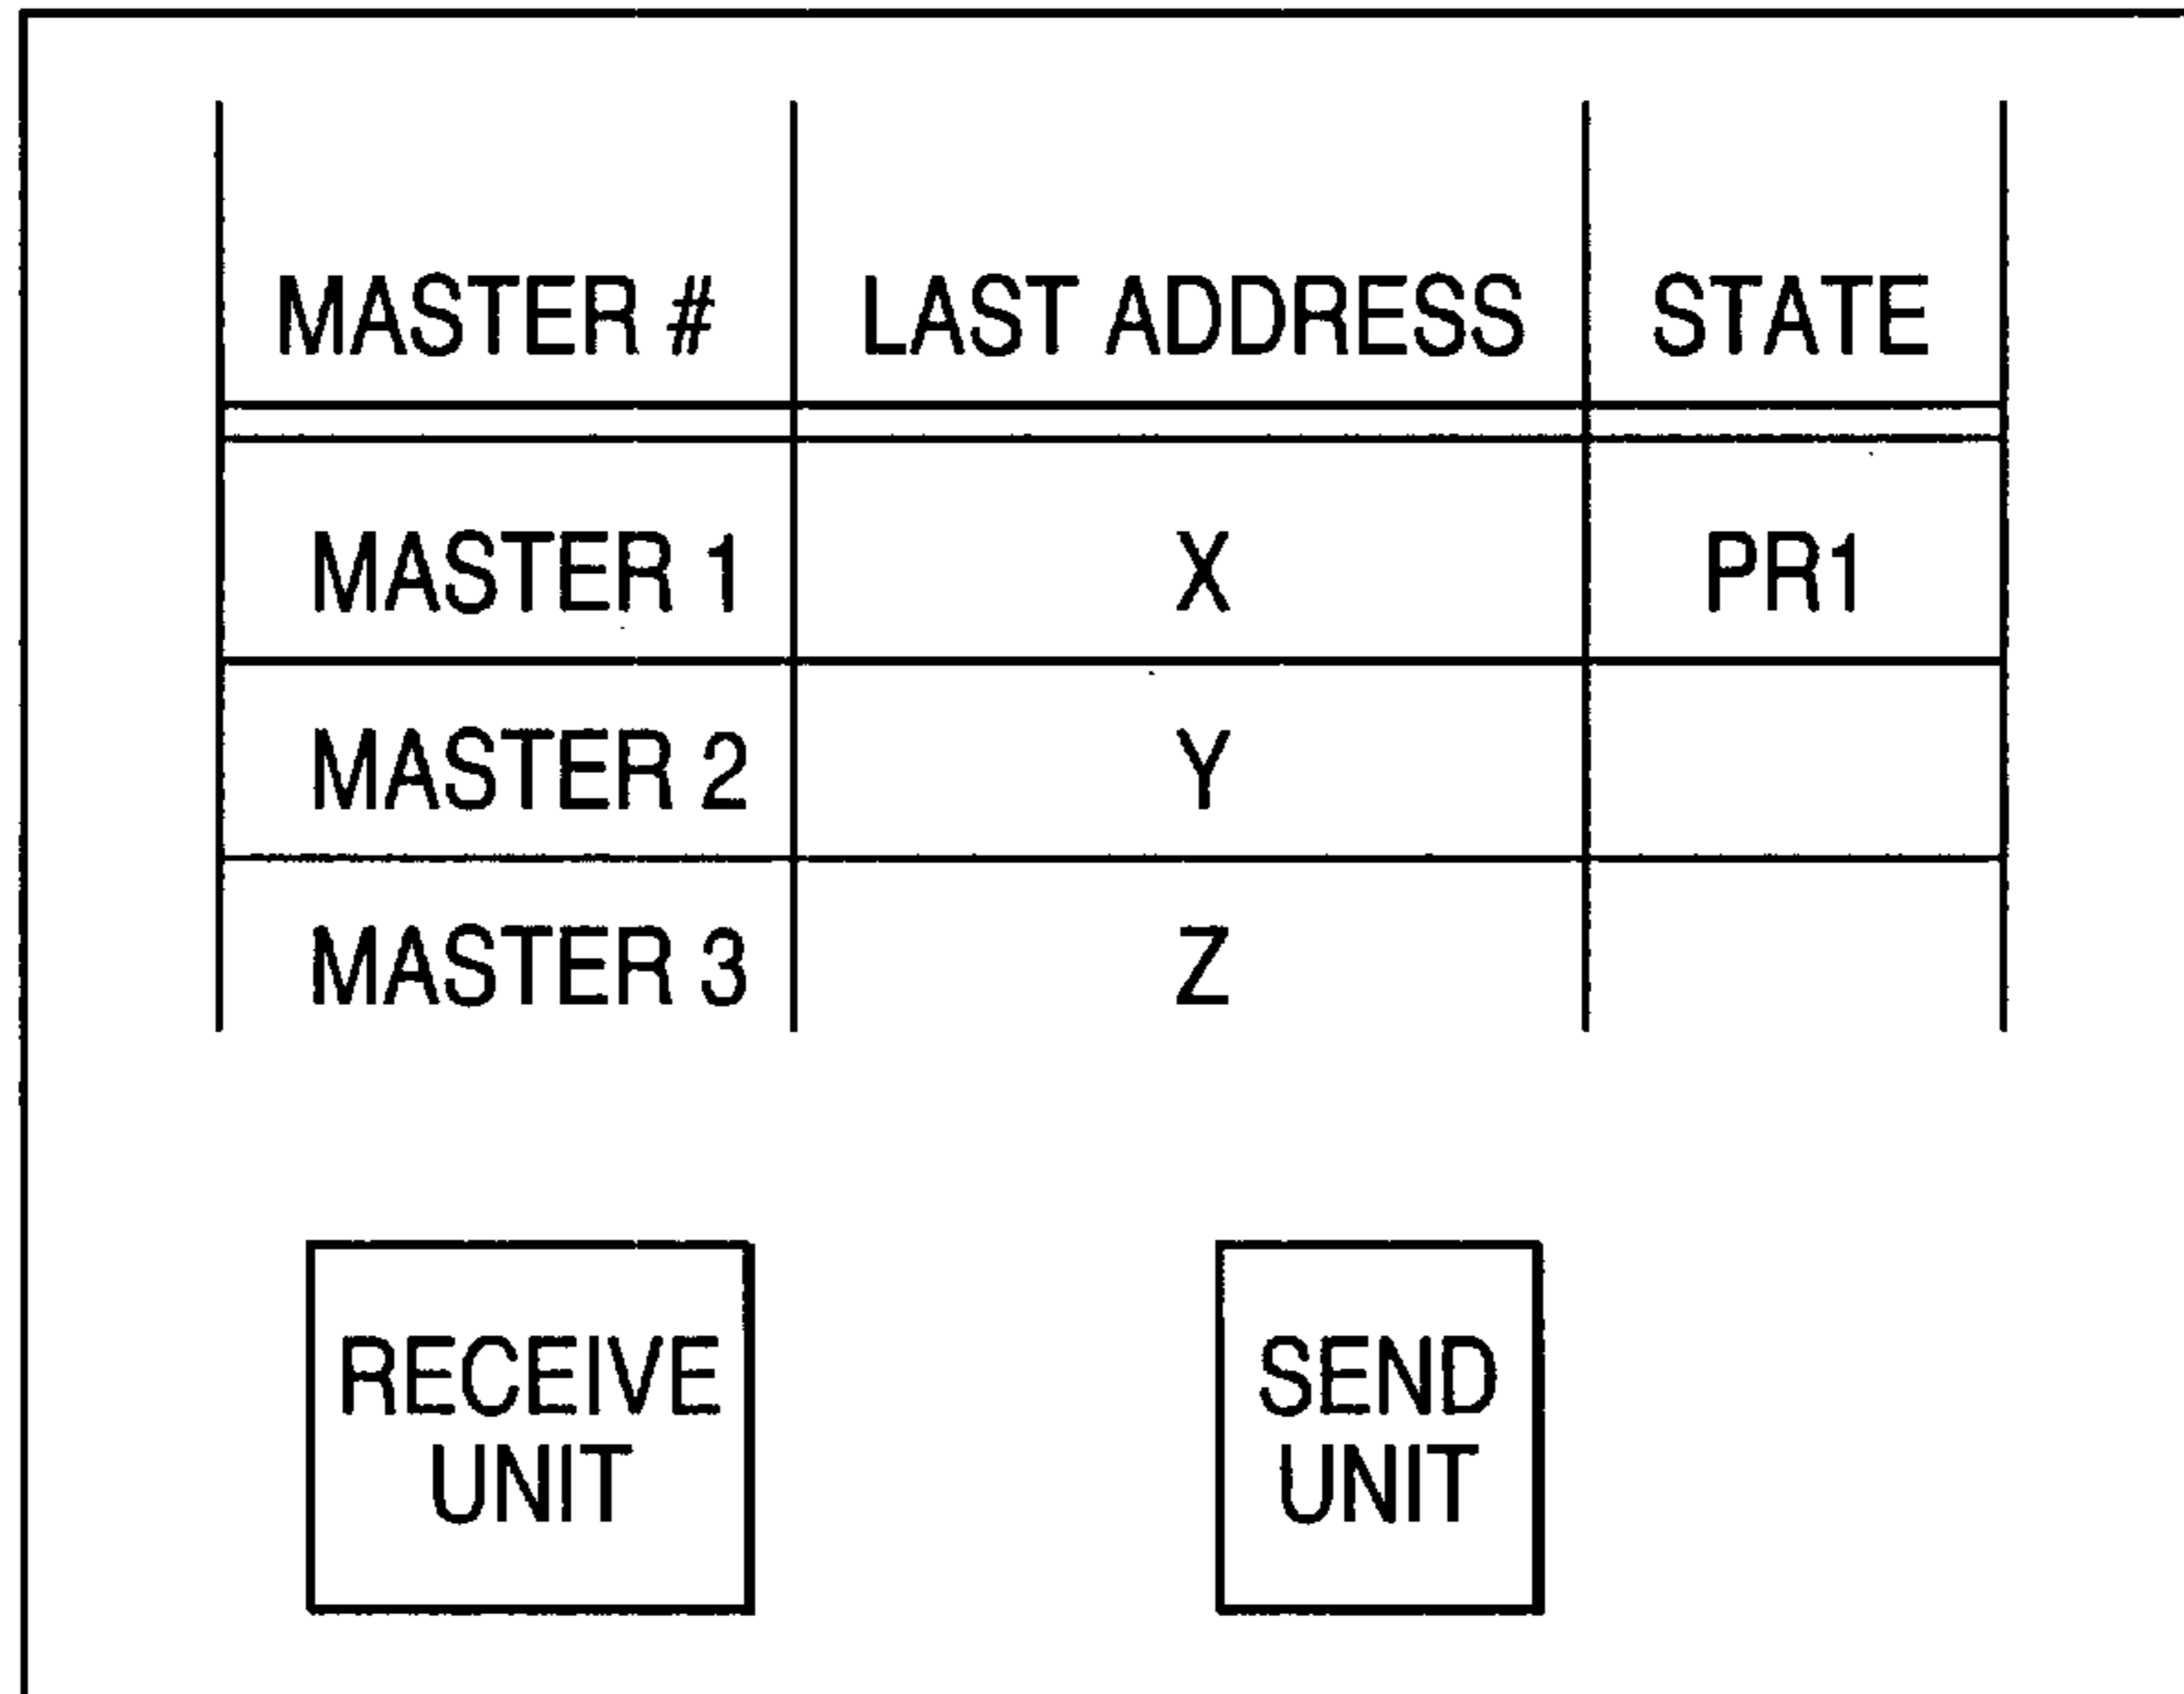 MASTER # LAST ADDRESS STATE
MASTER 1 X PR1
MASTER 2 Y
MASTER 3 Z
RECEIVE
UNIT
SEND
UNIT